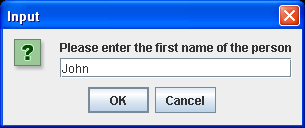 Input
?
Please enter the first name of the person
John
OK Cancel